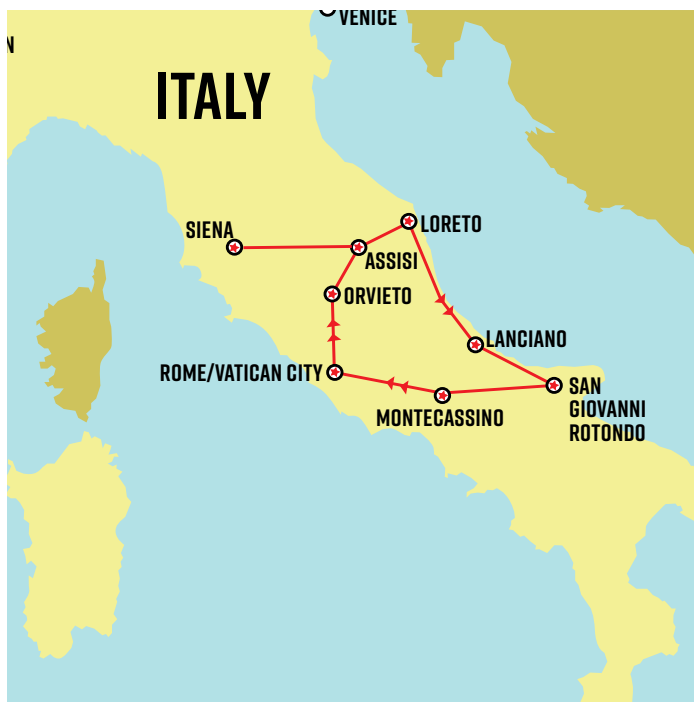 VENICE
N
ITALY
SIENA
LORETO
ASSISI
ORVIETO
LANCIANO
ROME/VATICAN CITY
SAN
GIOVANNI
ROTONDO
MONTECASSINO